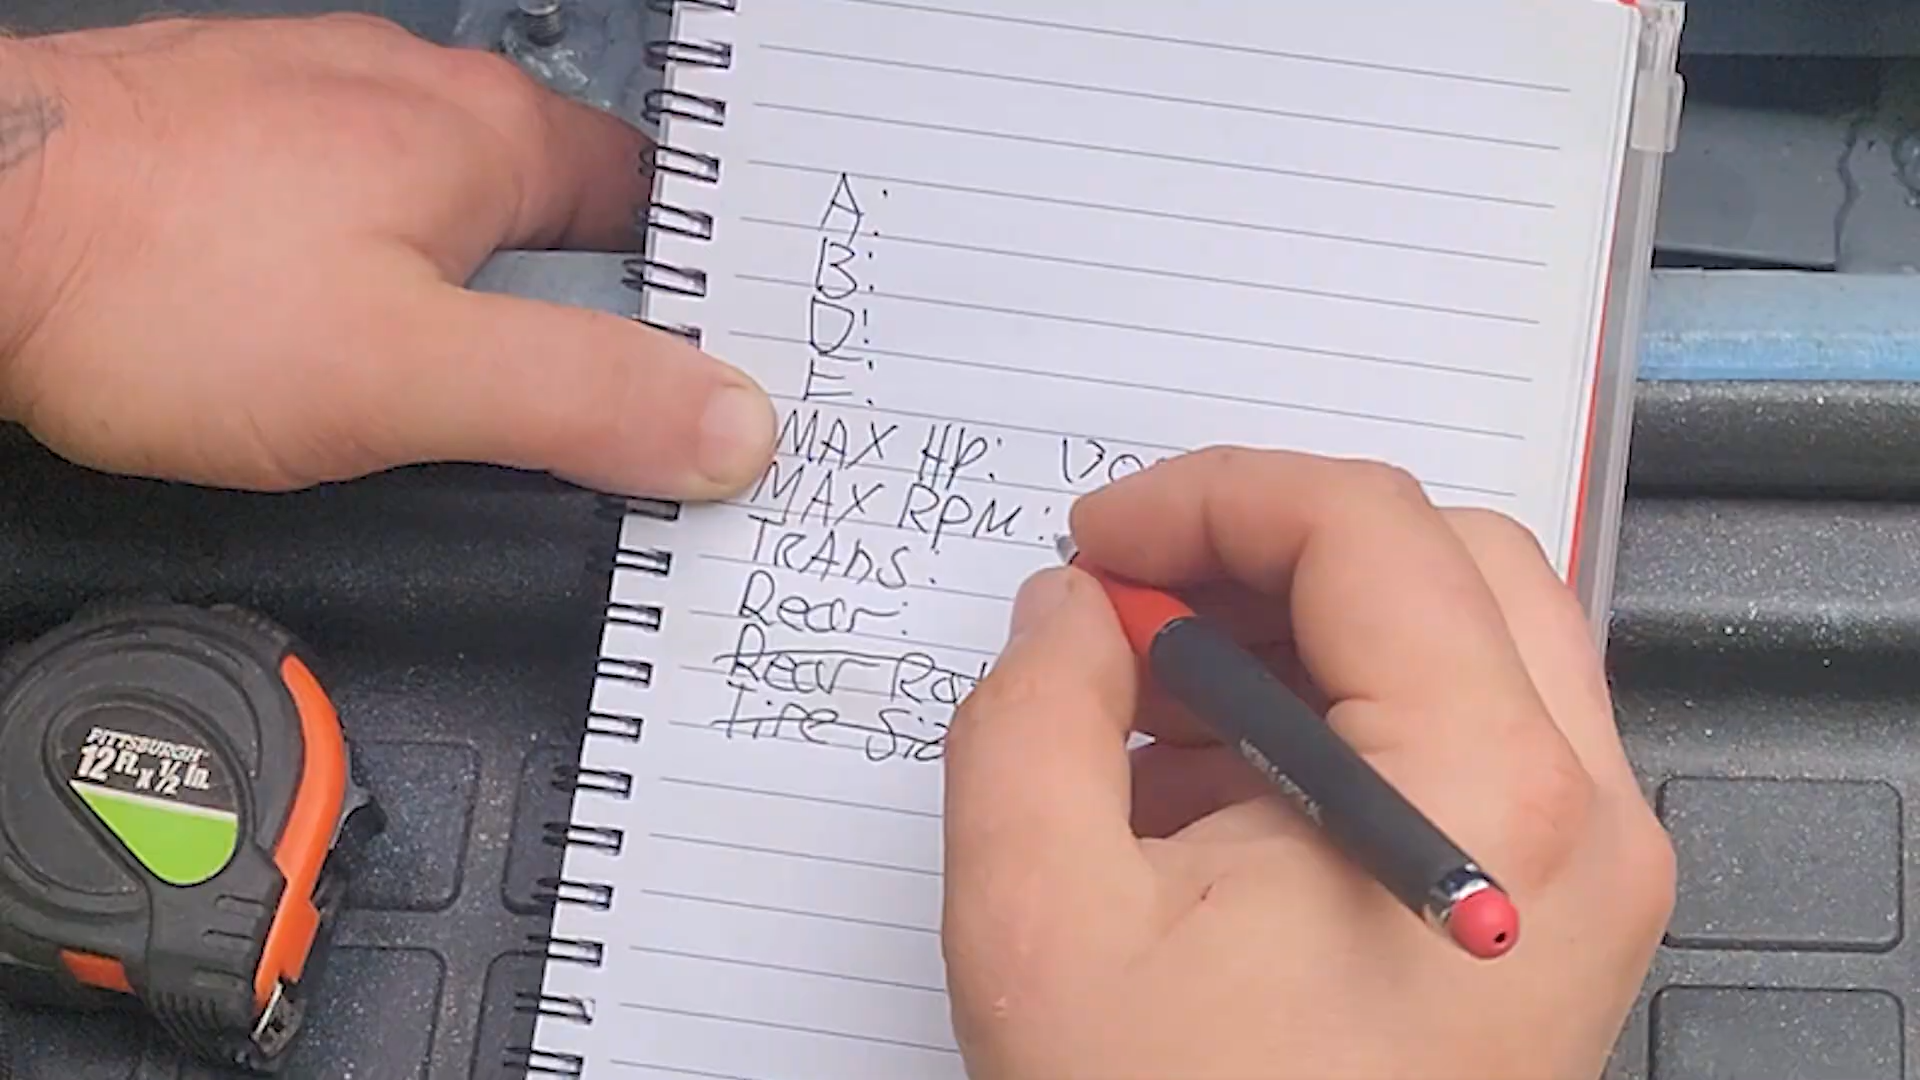 A:
B:
D:
E:
MAX HP:
MAX RPM:
TRANS:
Rear:
Rear
Tire
PITTSBURGH
12 FT. x 1/2 in.